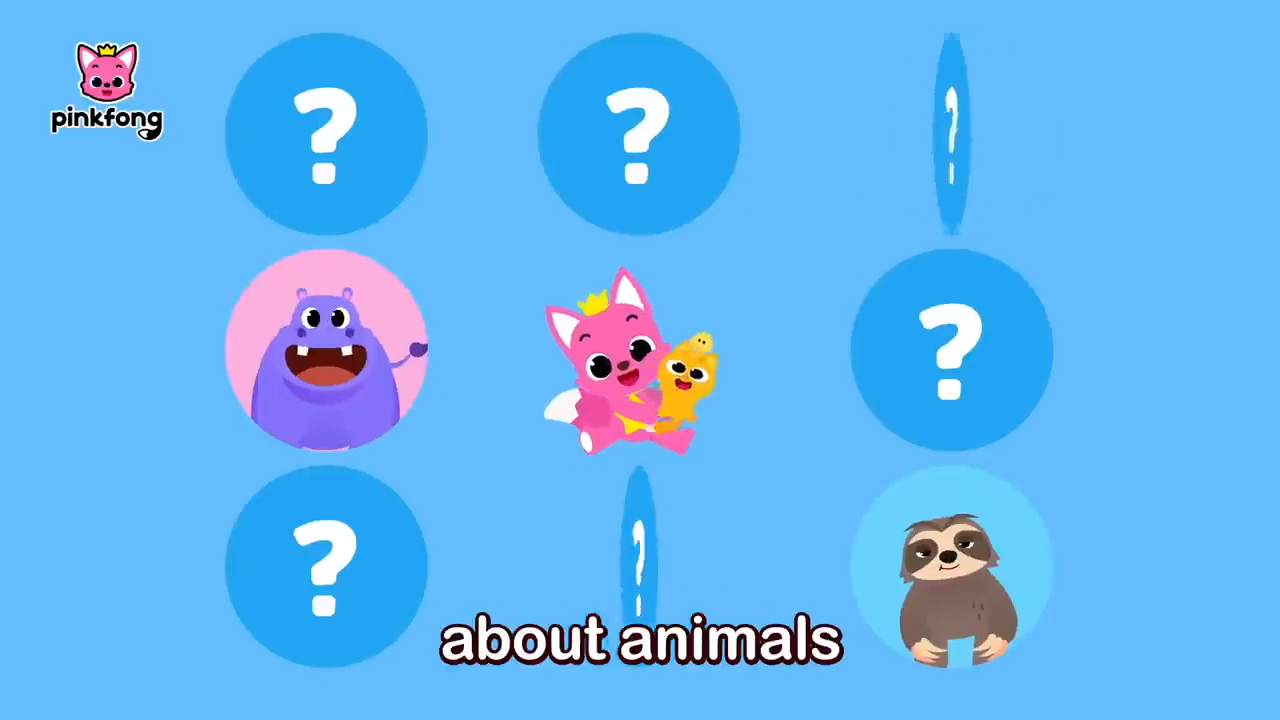 pinkfong
? ? ?
?
? ?
about animals